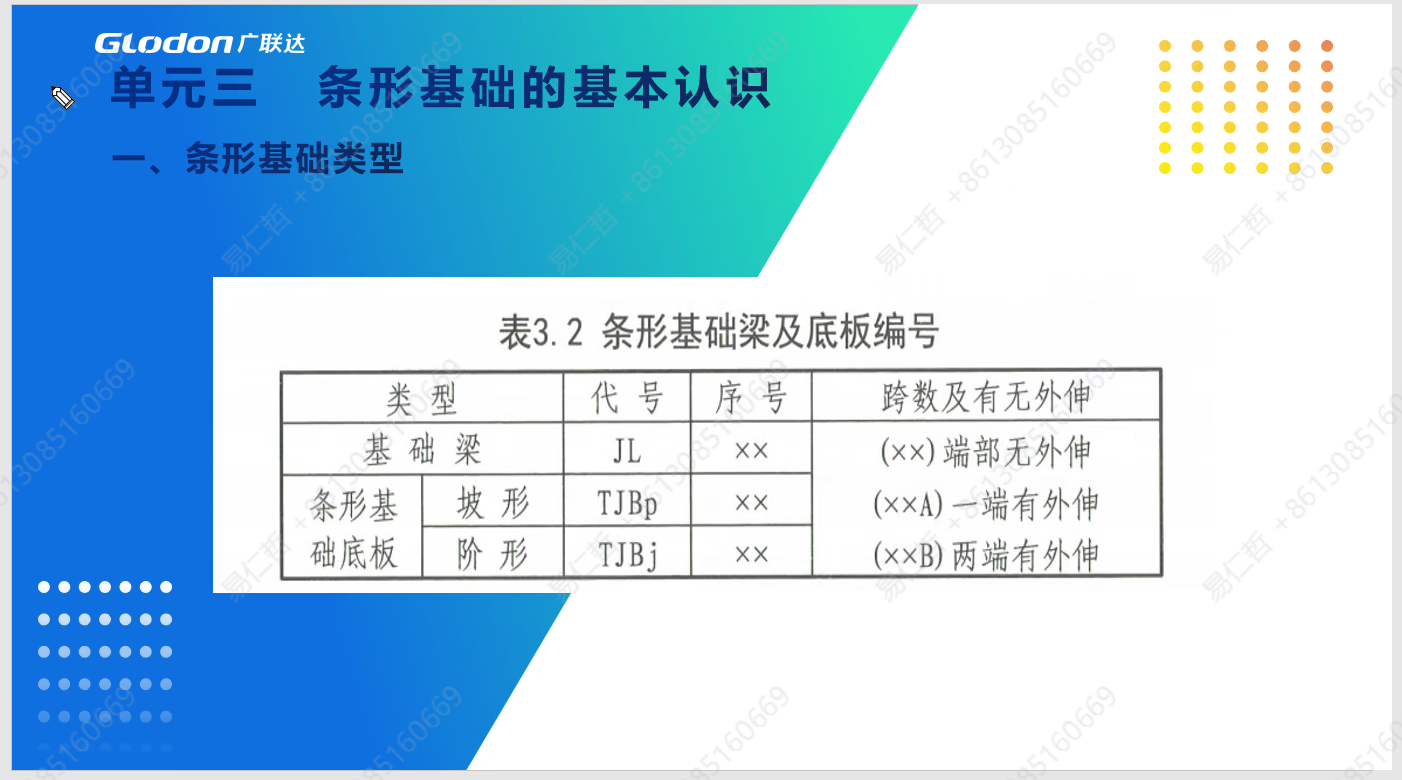 GLodon广联达
单元三 条形基础的基本认识
一、条形基础类型
表3.2 条形基础梁及底板编号
类 型 代 号 序 号 跨数及有无外伸
基 础 梁 JL ×× (××)端部无外伸
条形基础底板 坡 形 TJBp ×× (××A)一端有外伸
阶 形 TJBj ×× (××B)两端有外伸
易仁哲 +8613085160669